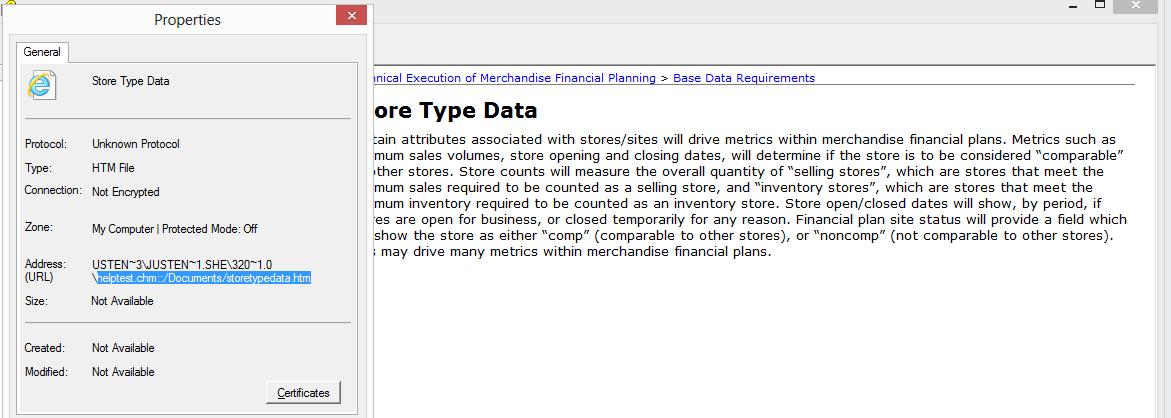 Properties
General
Store Type Data
Protocol: Unknown Protocol
Type: HTM File
Connection: Not Encrypted
Zone: My Computer | Protected Mode: Off
Address: USTEN~3\JUSTEN~1.SHE\320~1.0
(URL) \helptest.chm::/Documents/storetypedata.htm
Size: Not Available
Created: Not Available
Modified: Not Available
Certificates
nical Execution of Merchandise Financial Planning > Base Data Requirements
ore Type Data
tain attributes associated with stores/sites will drive metrics within merchandise financial plans. Metrics such as
mum sales volumes, store opening and closing dates, will determine if the store is to be considered “comparable”
other stores. Store counts will measure the overall quantity of “selling stores”, which are stores that meet the
mum sales required to be counted as a selling store, and “inventory stores”, which are stores that meet the
mum inventory required to be counted as an inventory store. Store open/closed dates will show, by period, if
res are open for business, or closed temporarily for any reason. Financial plan site status will provide a field which
show the store as either “comp” (comparable to other stores), or “noncomp” (not comparable to other stores).
s may drive many metrics within merchandise financial plans.